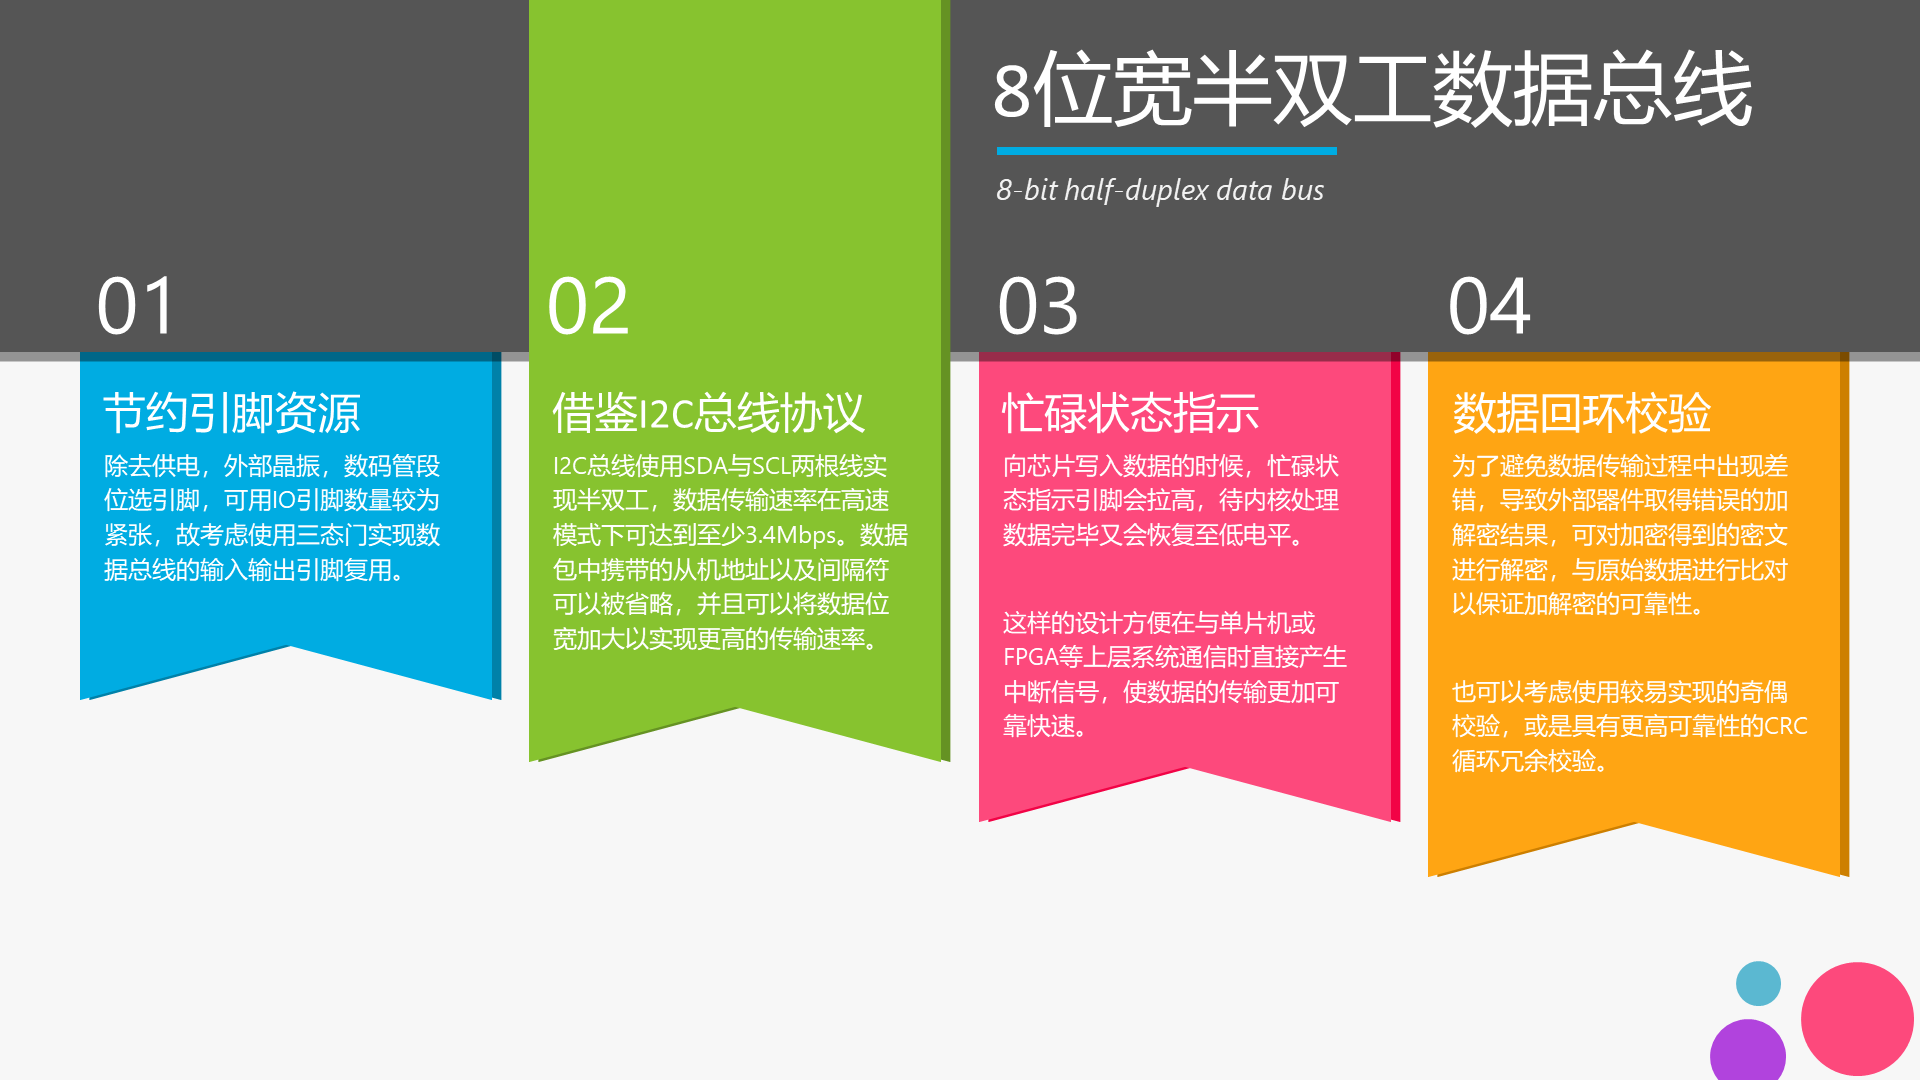 8位宽半双工数据总线
8-bit half-duplex data bus
01
节约引脚资源
除去供电，外部晶振，数码管段
位选引脚，可用IO引脚数量较为
紧张，故考虑使用三态门实现数
据总线的输入输出引脚复用。
02
借鉴I2C总线协议
I2C总线使用SDA与SCL两根线实
现半双工，数据传输速率在高速
模式下可达到至少3.4Mbps。数据
包中携带的从机地址以及间隔符
可以被省略，并且可以将数据位
宽加大以实现更高的传输速率。
03
忙碌状态指示
向芯片写入数据的时候，忙碌状
态指示引脚会拉高，待内核处理
数据完毕又会恢复至低电平。
这样的设计方便在与单片机或
FPGA等上层系统通信时直接产生
中断信号，使数据的传输更加可
靠快速。
04
数据回环校验
为了避免数据传输过程中出现差
错，导致外部器件取得错误的加
解密结果，可对加密得到的密文
进行解密，与原始数据进行比对
以保证加解密的可靠性。
也可以考虑使用较易实现的奇偶
校验，或是具有更高可靠性的CRC
循环冗余校验。